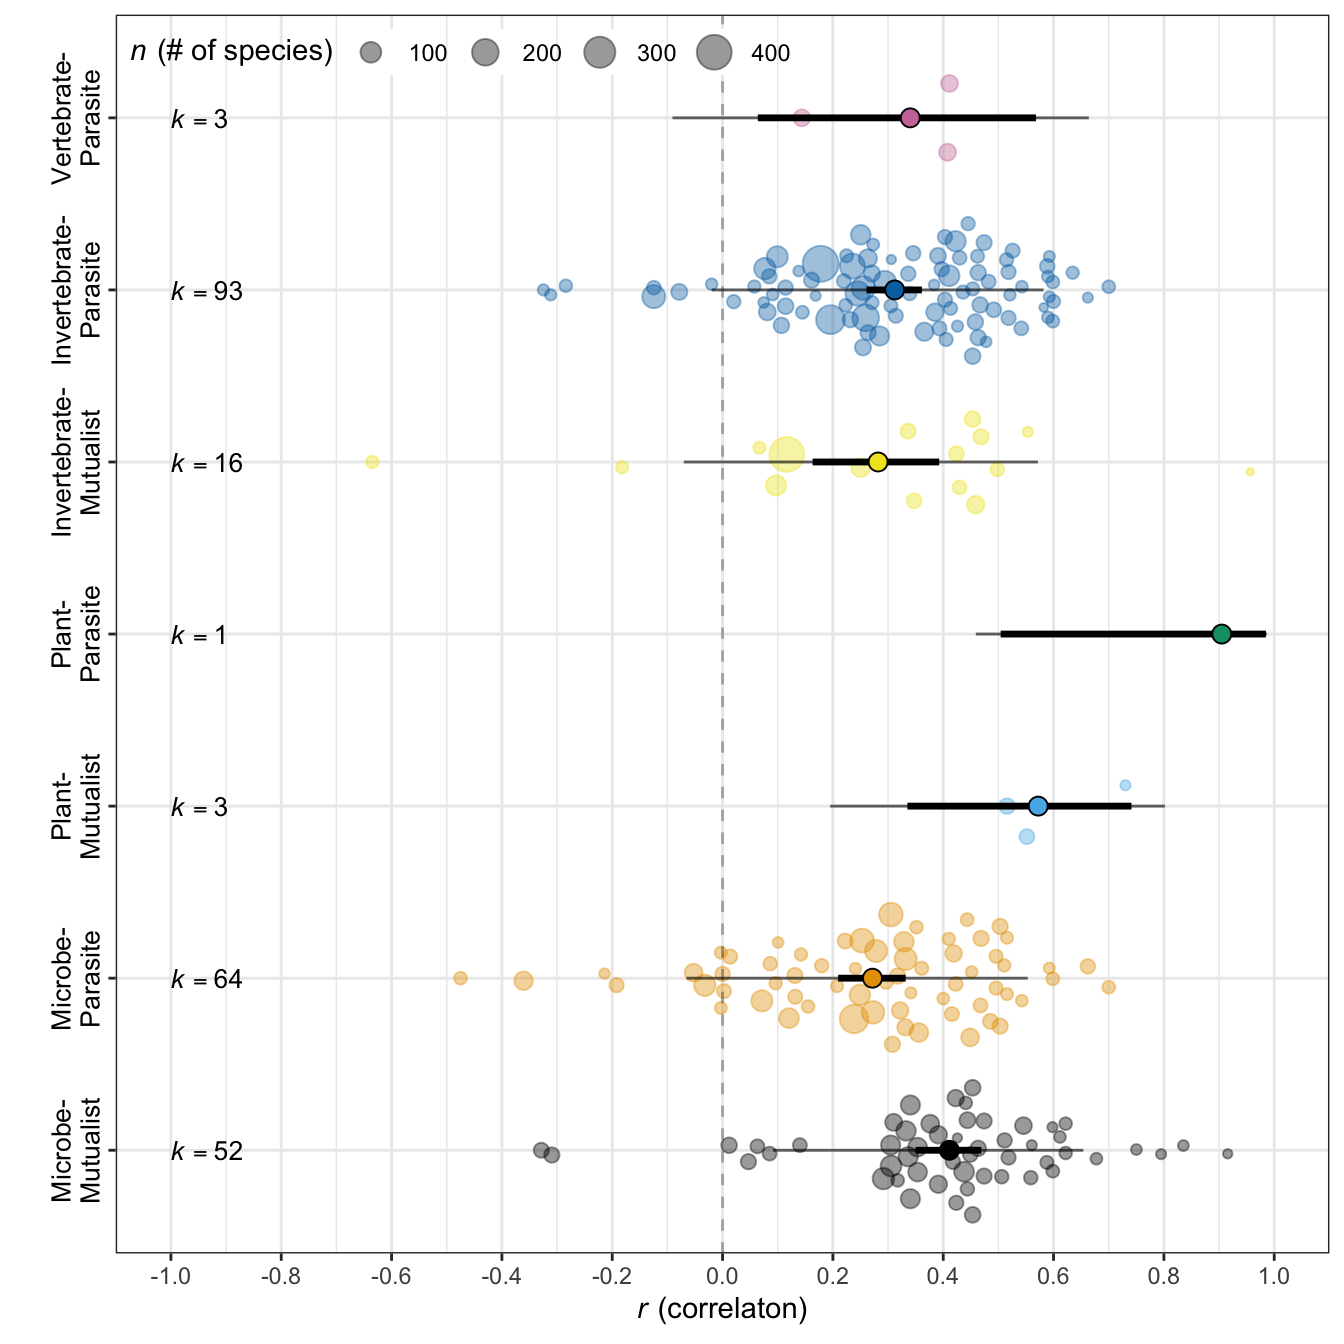 n (# of species) 100 200 300 400
Vertebrate-
Parasite
k = 3
Invertebrate-
Parasite
k = 93
Invertebrate-
Mutualist
k = 16
Plant-
Parasite
k = 1
Plant-
Mutualist
k = 3
Microbe-
Parasite
k = 64
Microbe-
Mutualist
k = 52
-1.0 -0.8 -0.6 -0.4 -0.2 0.0 0.2 0.4 0.6 0.8 1.0
r (correlaton)